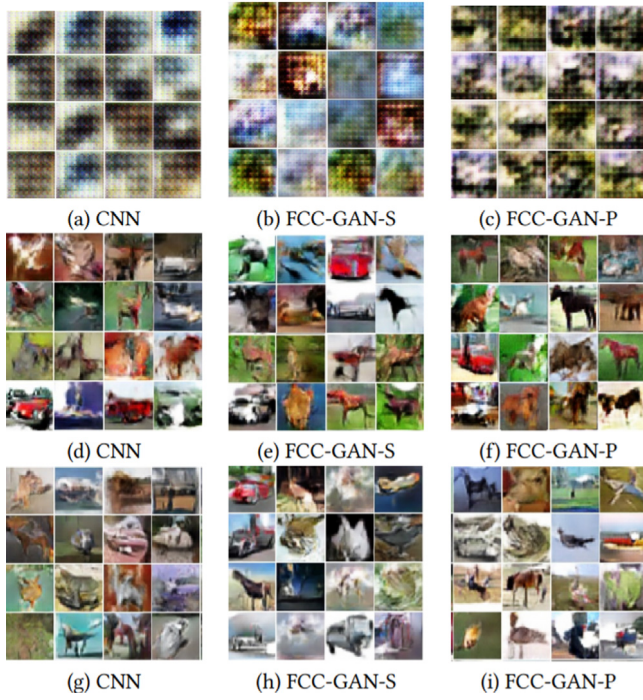 (a) CNN
(b) FCC-GAN-S
(c) FCC-GAN-P
(d) CNN
(e) FCC-GAN-S
(f) FCC-GAN-P
(g) CNN
(h) FCC-GAN-S
(i) FCC-GAN-P